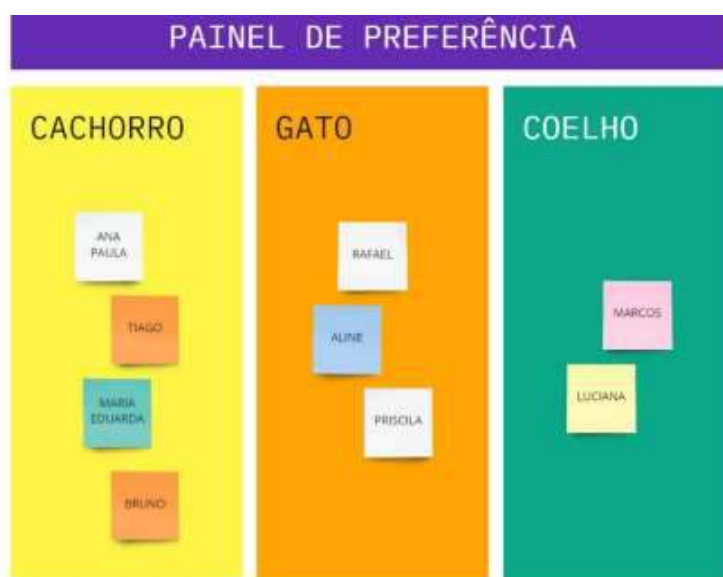 PAINEL DE PREFERÊNCIA
CACHORRO
ANA
PAULA
TIAGO
MARIA
EDUARDA
BRUNO
GATO
RAFAEL
ALINE
PRISCILA
COELHO
MARCOS
LUCIANA